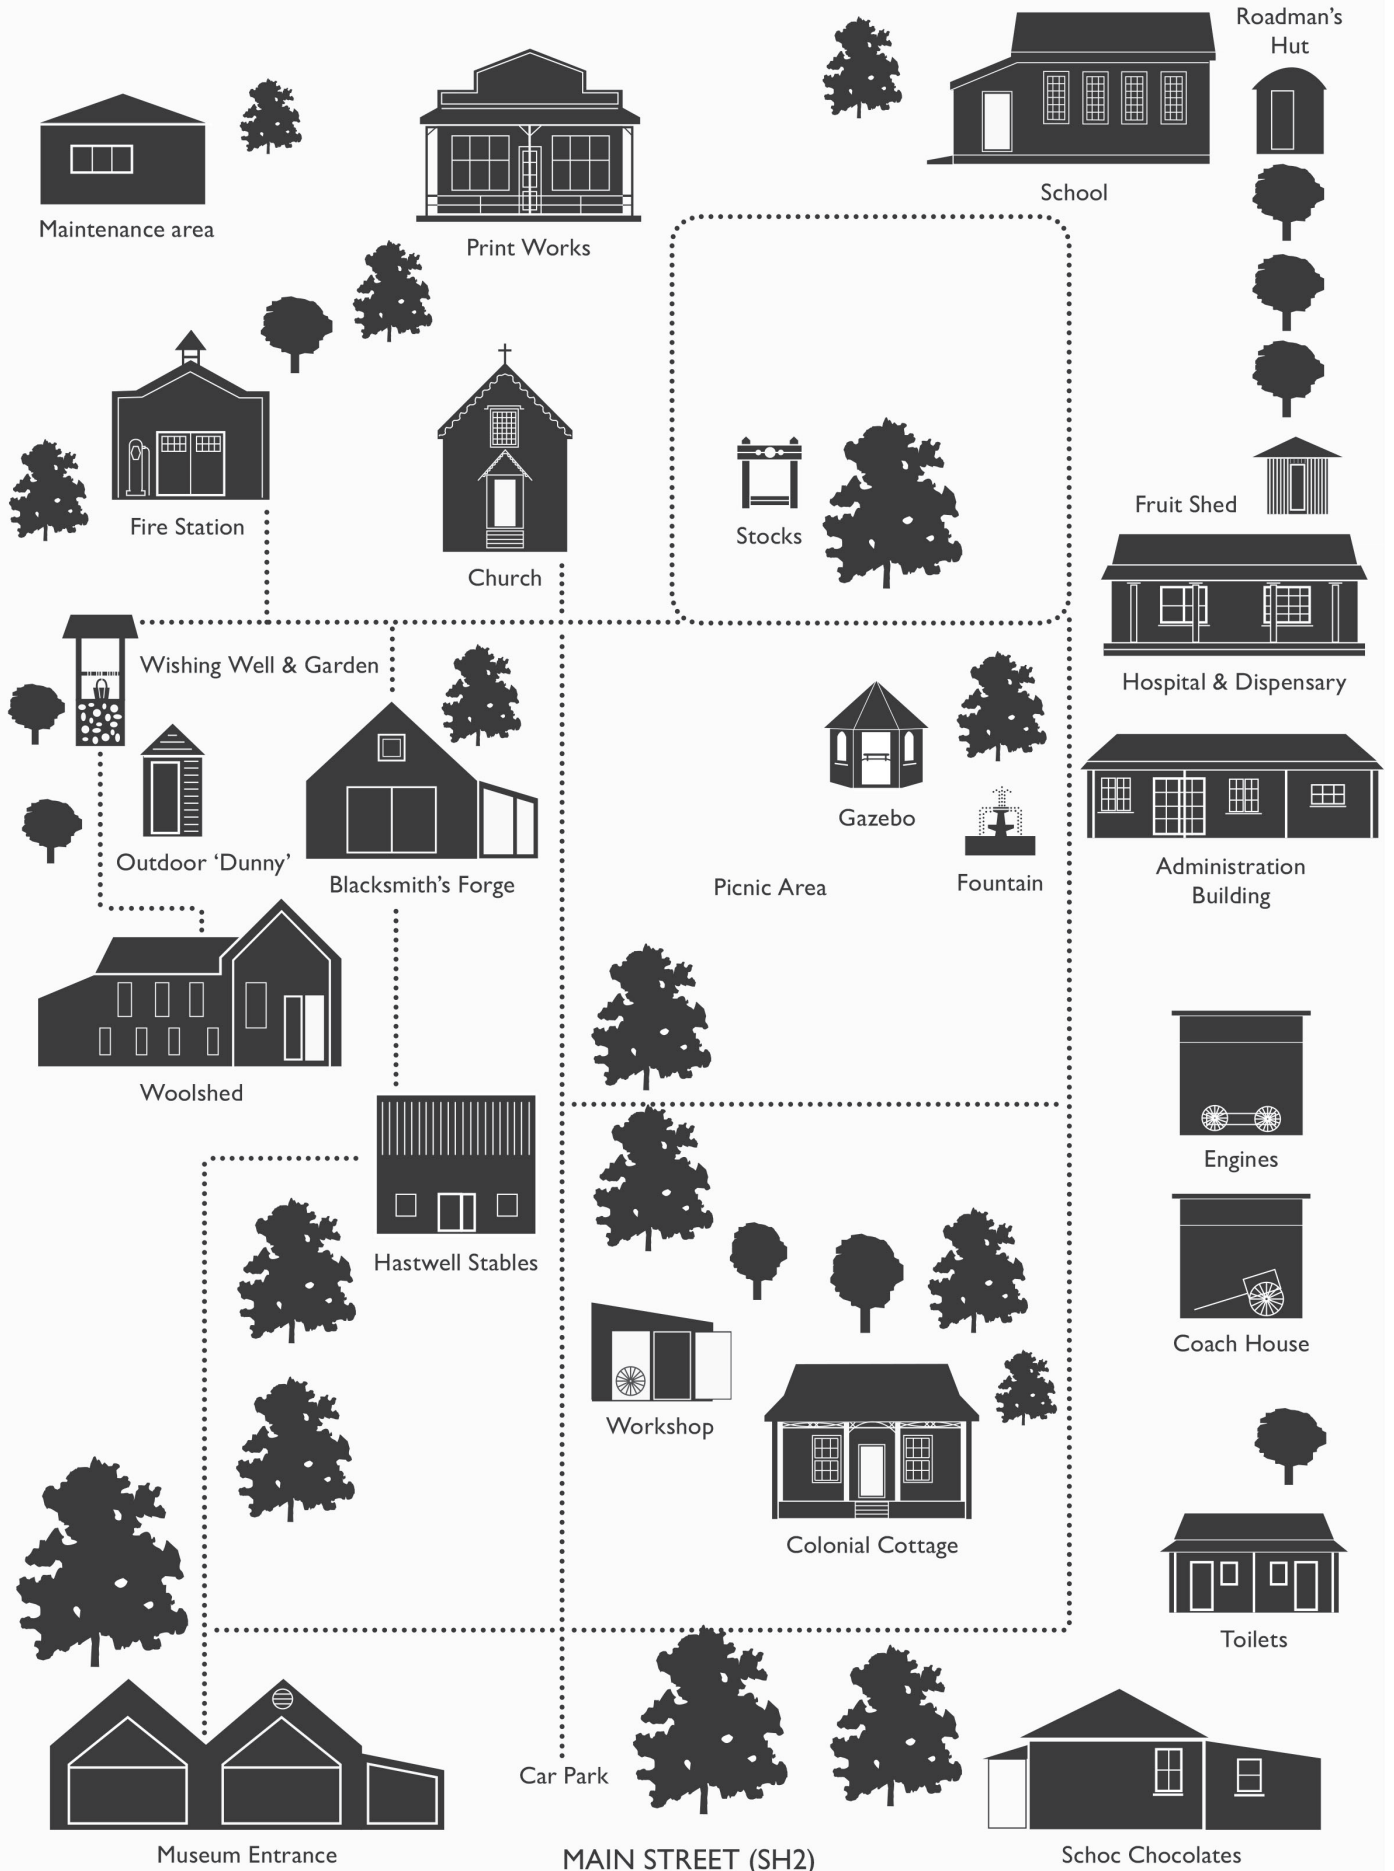 Roadman's
Hut
School
Maintenance area
Print Works
Fruit Shed
Fire Station
Stocks
Church
Wishing Well & Garden
Hospital & Dispensary
Gazebo
Outdoor ‘Dunny’
Administration
Building
Blacksmith's Forge
Picnic Area
Fountain
Woolshed
Engines
Hastwell Stables
Coach House
Workshop
Colonial Cottage
Toilets
Car Park
Museum Entrance
MAIN STREET (SH2)
Schoc Chocolates